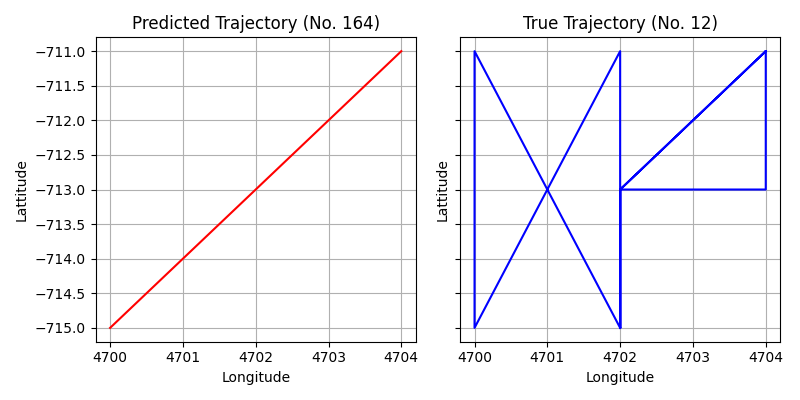 Predicted Trajectory (No. 164)
True Trajectory (No. 12)
−711.0
−711.5
−712.0
−712.5
−713.0
−713.5
−714.0
−714.5
−715.0
Lattitude
Lattitude
4700 4701 4702 4703 4704
4700 4701 4702 4703 4704
Longitude
Longitude